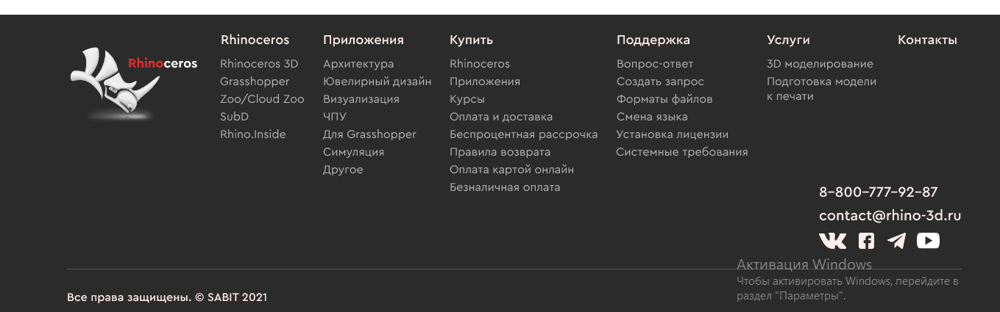 Rhinoceros
Rhinoceros
Rhinoceros 3D
Grasshopper
Zoo/Cloud Zoo
SubD
Rhino.Inside
Приложения
Архитектура
Ювелирный дизайн
Визуализация
ЧПУ
Для Grasshopper
Симуляция
Другое
Купить
Rhinoceros
Приложения
Курсы
Оплата и доставка
Беспроцентная рассрочка
Правила возврата
Оплата картой онлайн
Безналичная оплата
Поддержка
Вопрос-ответ
Создать запрос
Форматы файлов
Смена языка
Установка лицензии
Системные требования
Услуги
3D моделирование
Подготовка модели
к печати
Контакты
8-800-777-92-87
contact@rhino-3d.ru
Активация Windows
Чтобы активировать Windows, перейдите в
раздел "Параметры".
Все права защищены. © SABIT 2021